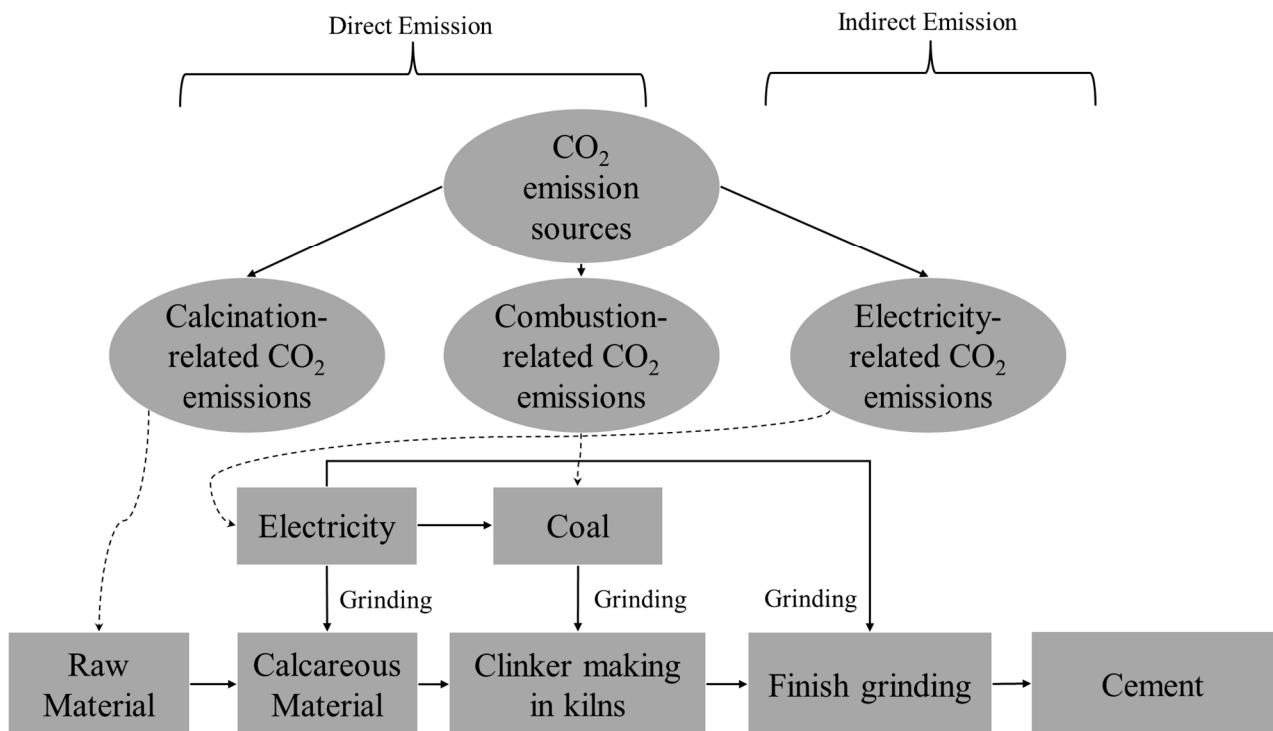 Direct Emission
Indirect Emission
CO₂
emission
sources
Calcination-
related CO₂
emissions
Combustion-
related CO₂
emissions
Electricity-
related CO₂
emissions
Electricity
Coal
Grinding
Grinding
Grinding
Raw
Material
Calcareous
Material
Clinker making
in kilns
Finish grinding
Cement